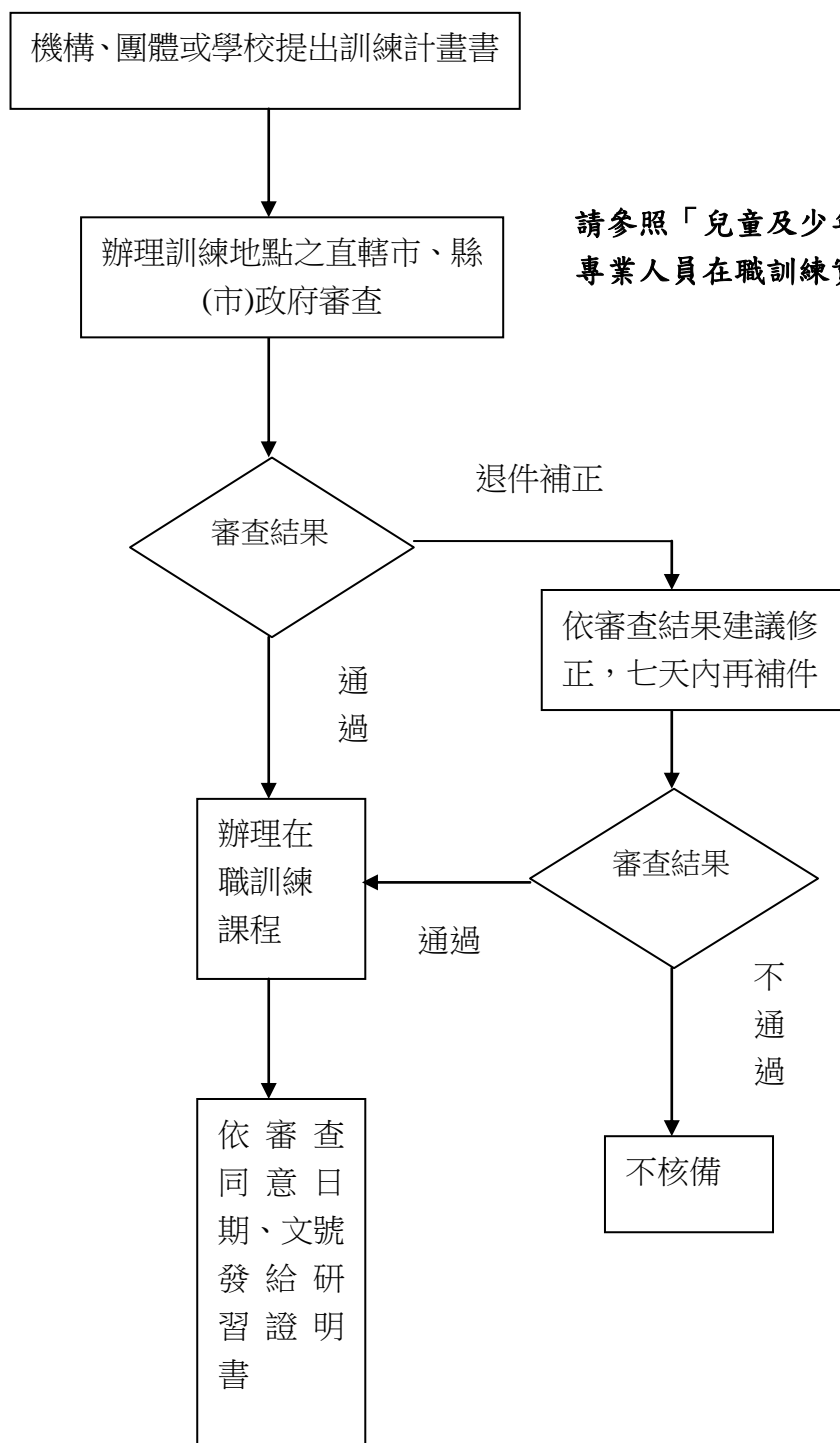 機構、團體或學校提出訓練計畫書
請參照「兒童及少
專業人員在職訓練
辦理訓練地點之直轄市、縣
(市)政府審查
退件補正
審查結果
依審查結果建議修
正，七天內再補件
通
過
辦理在
職訓練
課程
審查結果
通過
不
通
過
依審查
同意日
期、文號
發給研
習證明
書
不核備